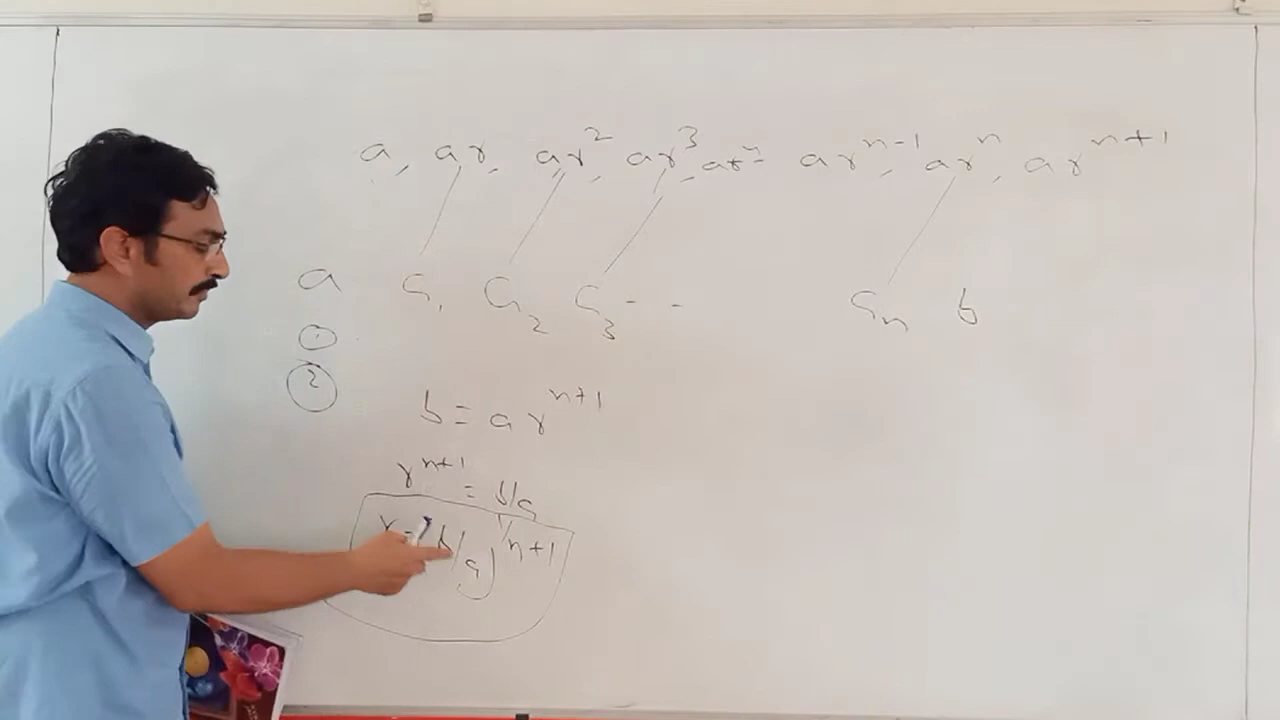 a, ar, ar², ar³, arⁿ - arⁿ⁻¹, arⁿ, arⁿ⁺¹
a G₁ G₂ G₃ - - Gₙ b
①
②
b = arⁿ⁺¹
rⁿ⁺¹ = b/a
r = (b/a)^1/n+1